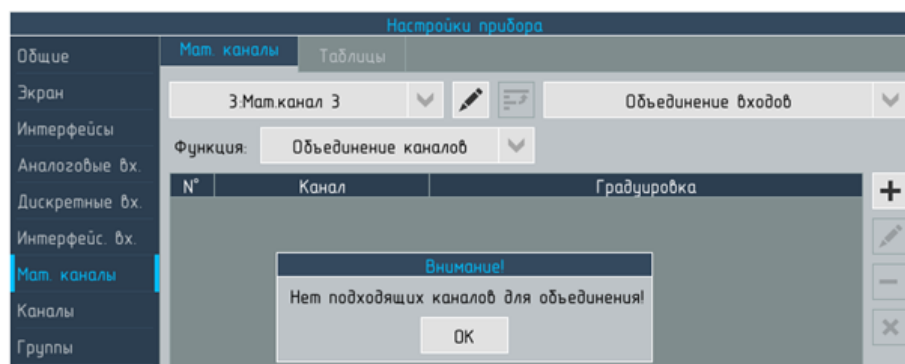 Настройки прибора
Общие
Экран
Интерфейсы
Аналоговые вх.
Дискретные вх.
Интерфейс. вх.
Мат. каналы
Каналы
Группы
Мат. каналы Таблицы
3:Мат.канал 3 Объединение входов
Функция: Объединение каналов
N° Канал Градуировка
Внимание!
Нет подходящих каналов для объединения!
OK